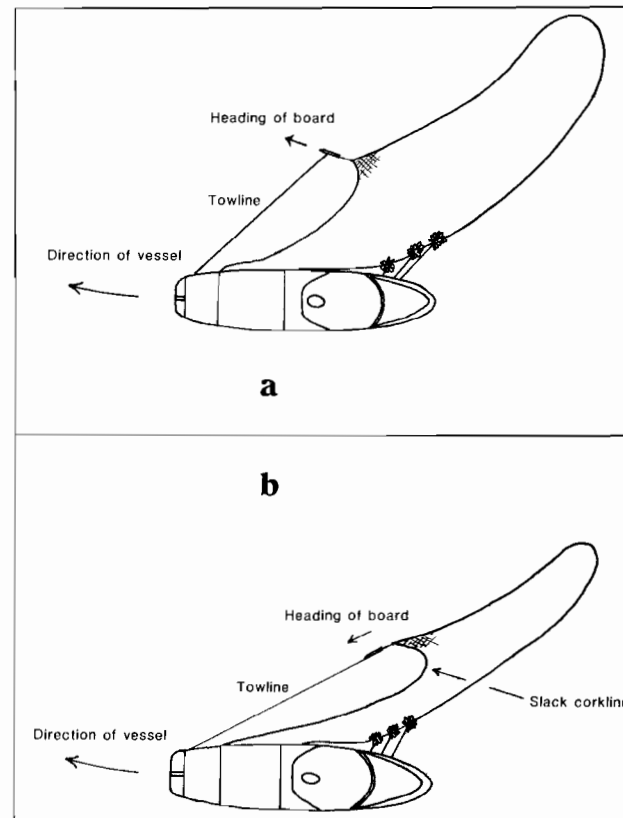 Heading of board
Towline
Direction of vessel
a
b
Heading of board
Towline
Slack corkline
Direction of vessel